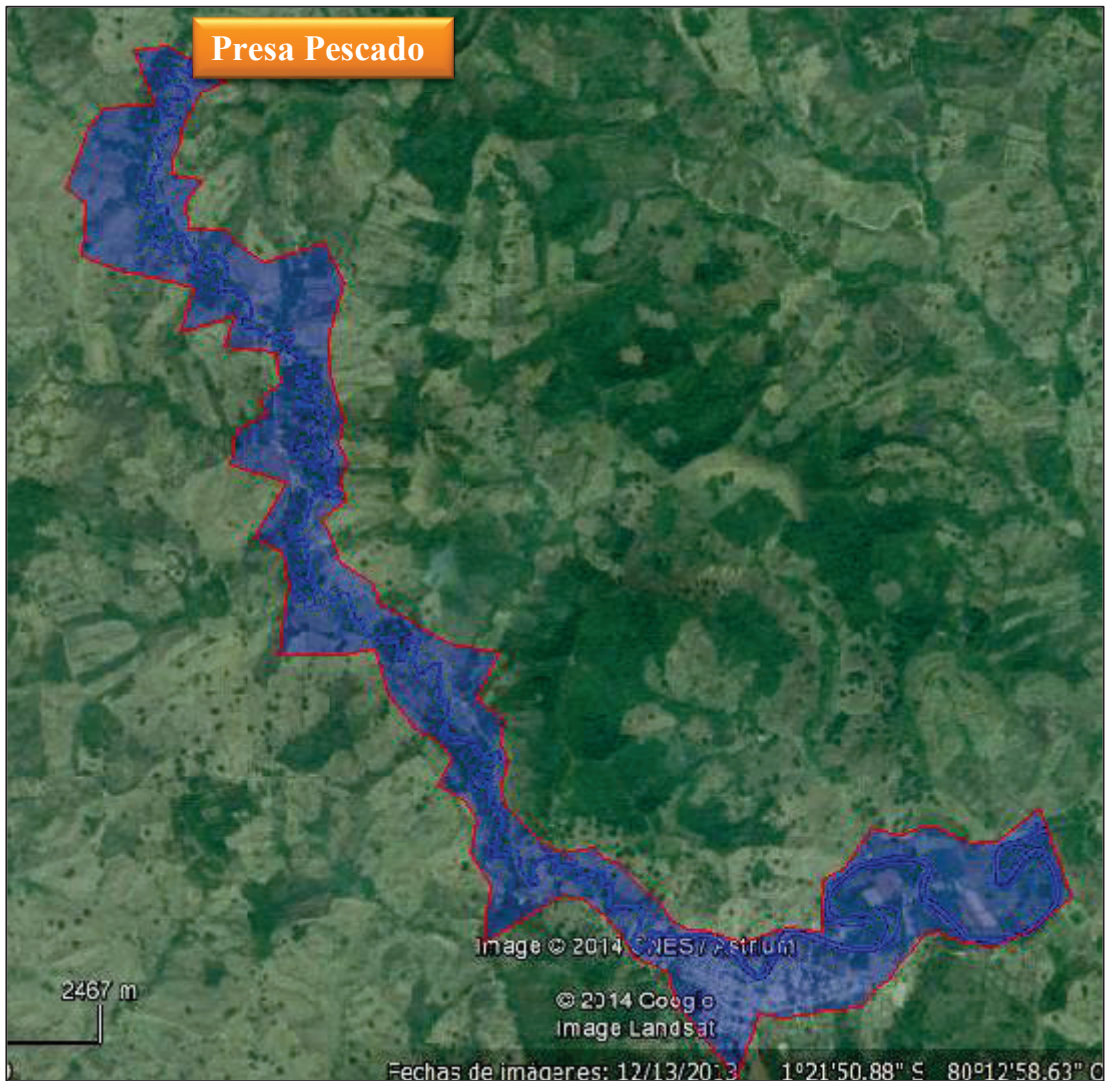 Presa Pescado
Image © 2014 CNES / Astrium
2467 m
© 2014 Google
Image Landsat
Fechas de imágenes: 12/13/2013 1°21'50.88" S 80°12'58.63" O